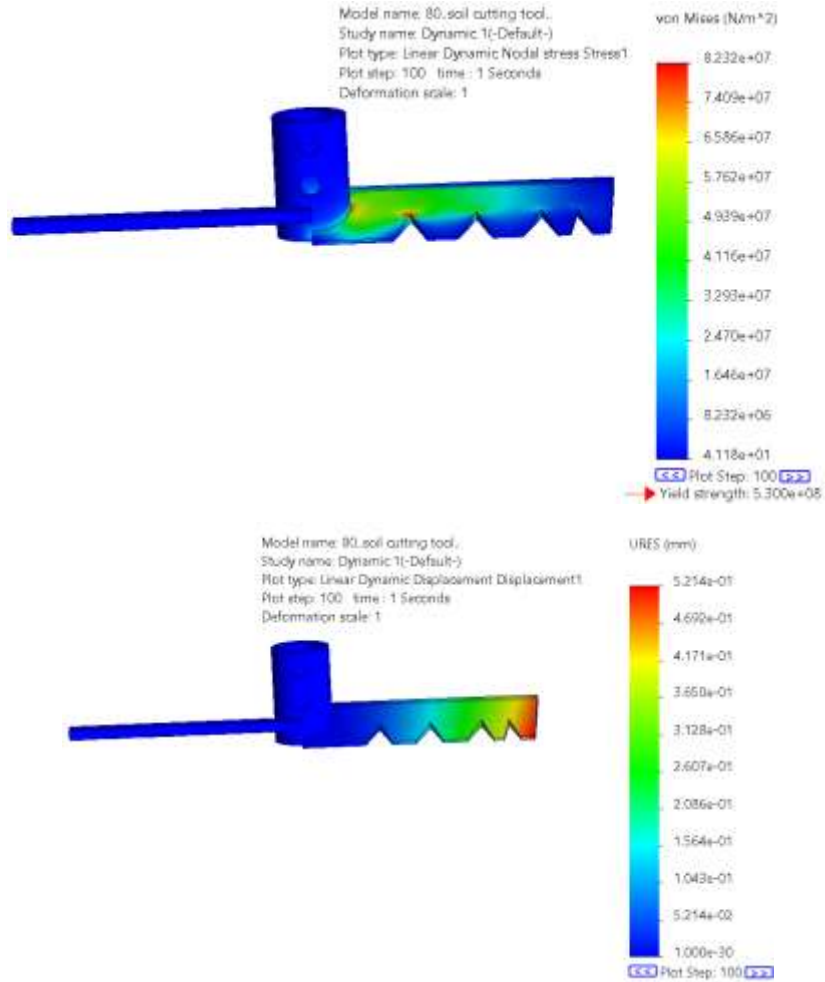 Model name: 80..soil cutting tool.
Study name: Dynamic 1(-Default-)
Plot type: Linear Dynamic Nodal stress Stress1
Plot step: 100 time : 1 Seconds
Deformation scale: 1
von Mises (N/m^2)
8.232e+07
7.409e+07
6.586e+07
5.762e+07
4.939e+07
4.116e+07
3.293e+07
2.470e+07
1.646e+07
8.232e+06
4.118e+01
<< Plot Step: 100 >>
Yield strength: 5.300e+08
Model name: 80..soil cutting tool.
Study name: Dynamic 1(-Default-)
Plot type: Linear Dynamic Displacement Displacement1
Plot step: 100 time : 1 Seconds
Deformation scale: 1
URES (mm)
5.214e-01
4.692e-01
4.171e-01
3.650e-01
3.128e-01
2.607e-01
2.086e-01
1.564e-01
1.043e-01
5.214e-02
1.000e-30
<< Plot Step: 100 >>